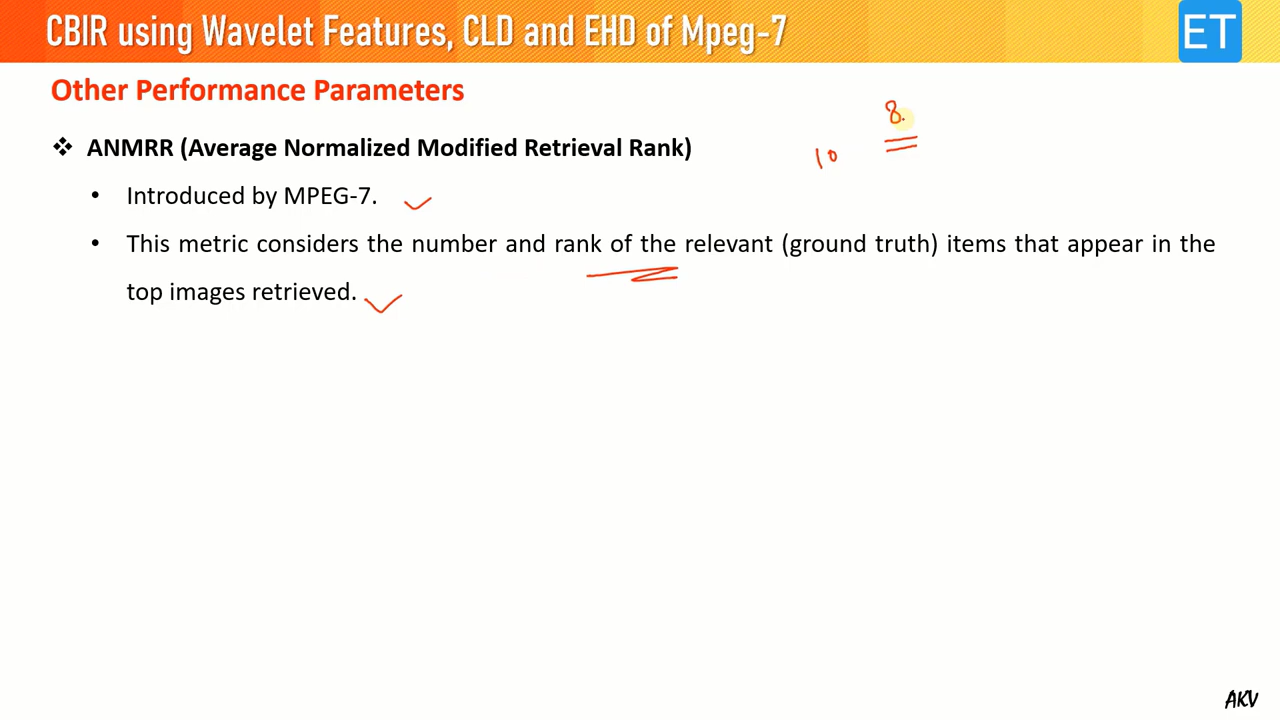 CBIR using Wavelet Features, CLD and EHD of Mpeg-7
ET
Other Performance Parameters
8.
10
❖ ANMRR (Average Normalized Modified Retrieval Rank)
• Introduced by MPEG-7.
• This metric considers the number and rank of the relevant (ground truth) items that appear in the
top images retrieved.
AKV